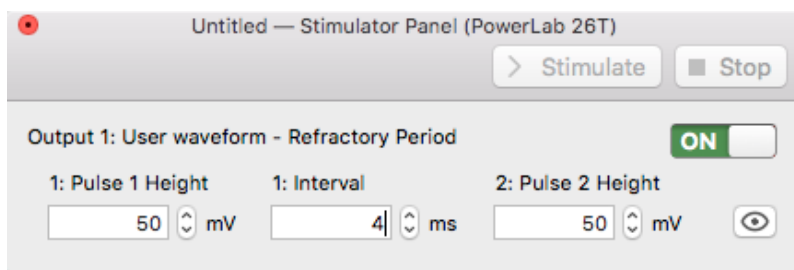 Untitled — Stimulator Panel (PowerLab 26T)
Stimulate Stop
Output 1: User waveform - Refractory Period ON
1: Pulse 1 Height 1: Interval 2: Pulse 2 Height
50 mV 4 ms 50 mV